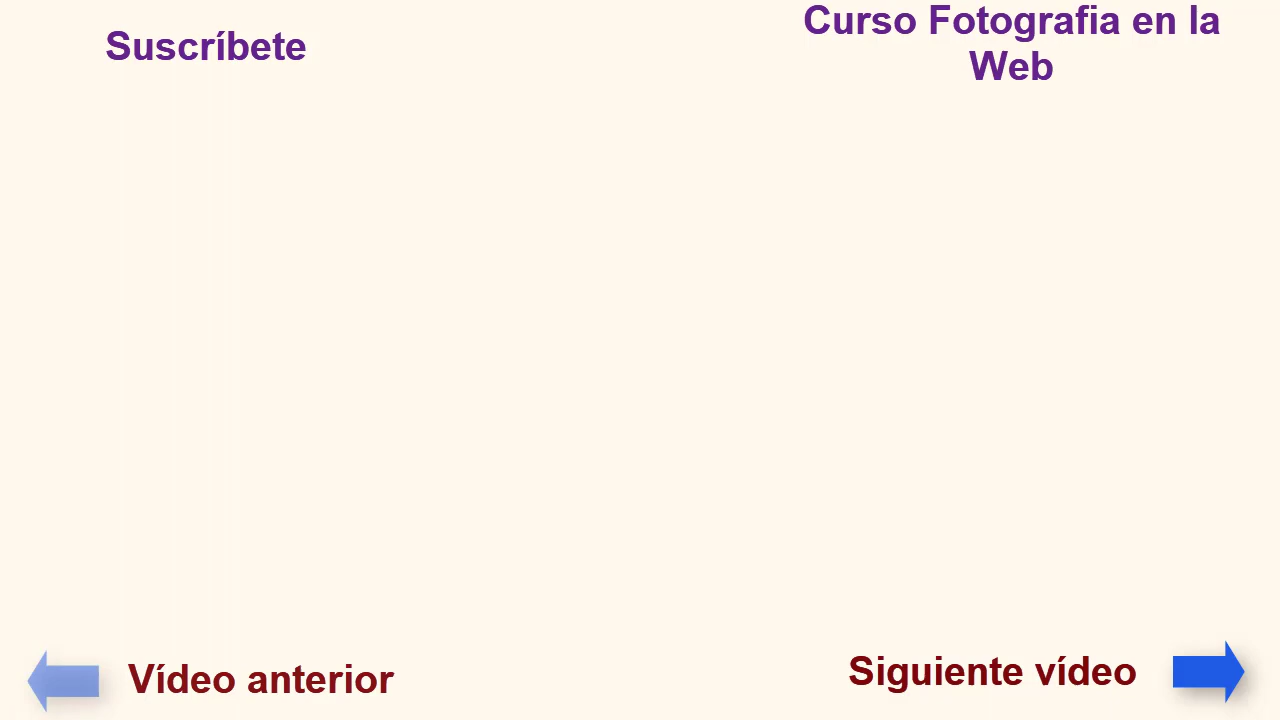 Suscríbete
Curso Fotografia en la
Web
Vídeo anterior
Siguiente vídeo